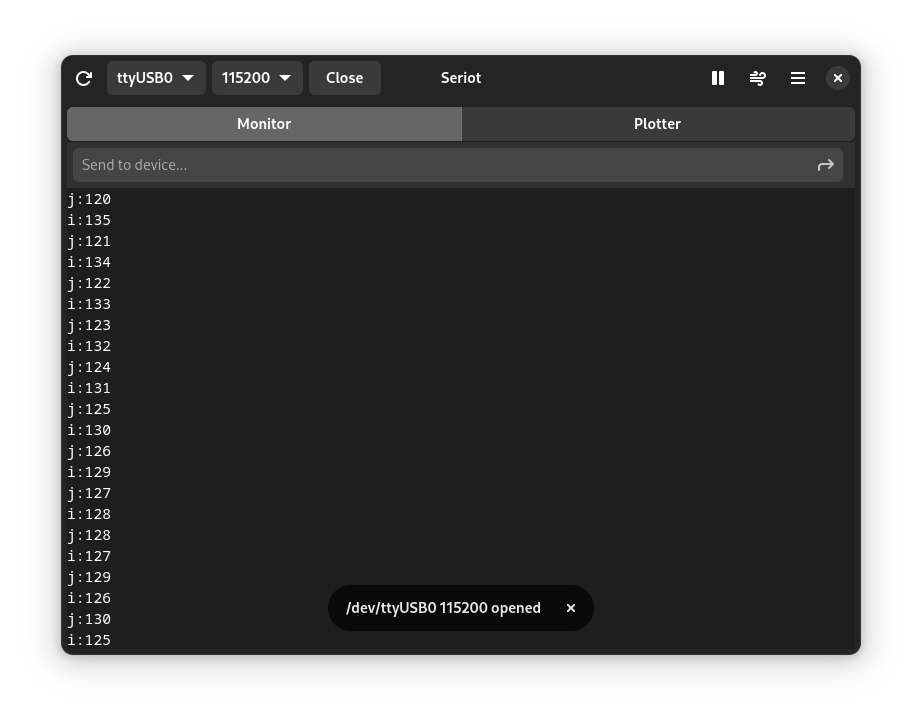 ttyUSB0 115200 Close Seriot
Monitor Plotter
Send to device...
j:120
i:135
j:121
i:134
j:122
i:133
j:123
i:132
j:124
i:131
j:125
i:130
j:126
i:129
j:127
i:128
j:128
i:127
j:129
i:126
j:130
i:125
/dev/ttyUSB0 115200 opened